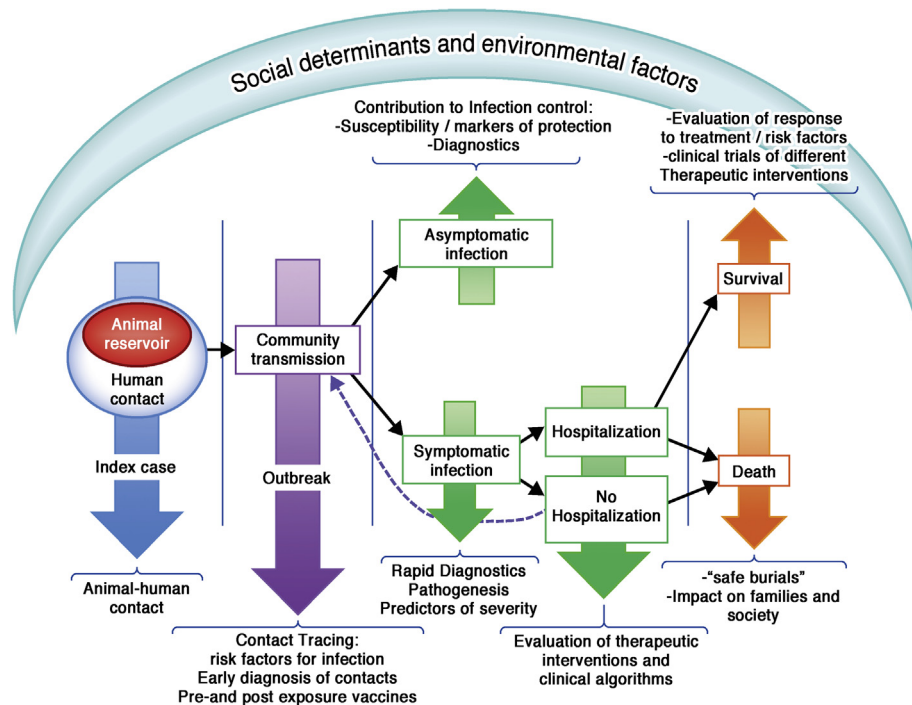 Social determinants and environmental factors
Contribution to Infection control:
-Susceptibility / markers of protection
-Diagnostics
-Evaluation of response
to treatment / risk factors
-clinical trials of different
Therapeutic interventions
Asymptomatic
infection
Survival
Animal
reservoir
Human
contact
Community
transmission
Index case
Outbreak
Symptomatic
infection
Hospitalization
No
Hospitalization
Death
Animal-human
contact
Rapid Diagnostics
Pathogenesis
Predictors of severity
-“safe burials”
-Impact on families and
society
Contact Tracing:
risk factors for infection
Early diagnosis of contacts
Pre-and post exposure vaccines
Evaluation of therapeutic
interventions and
clinical algorithms